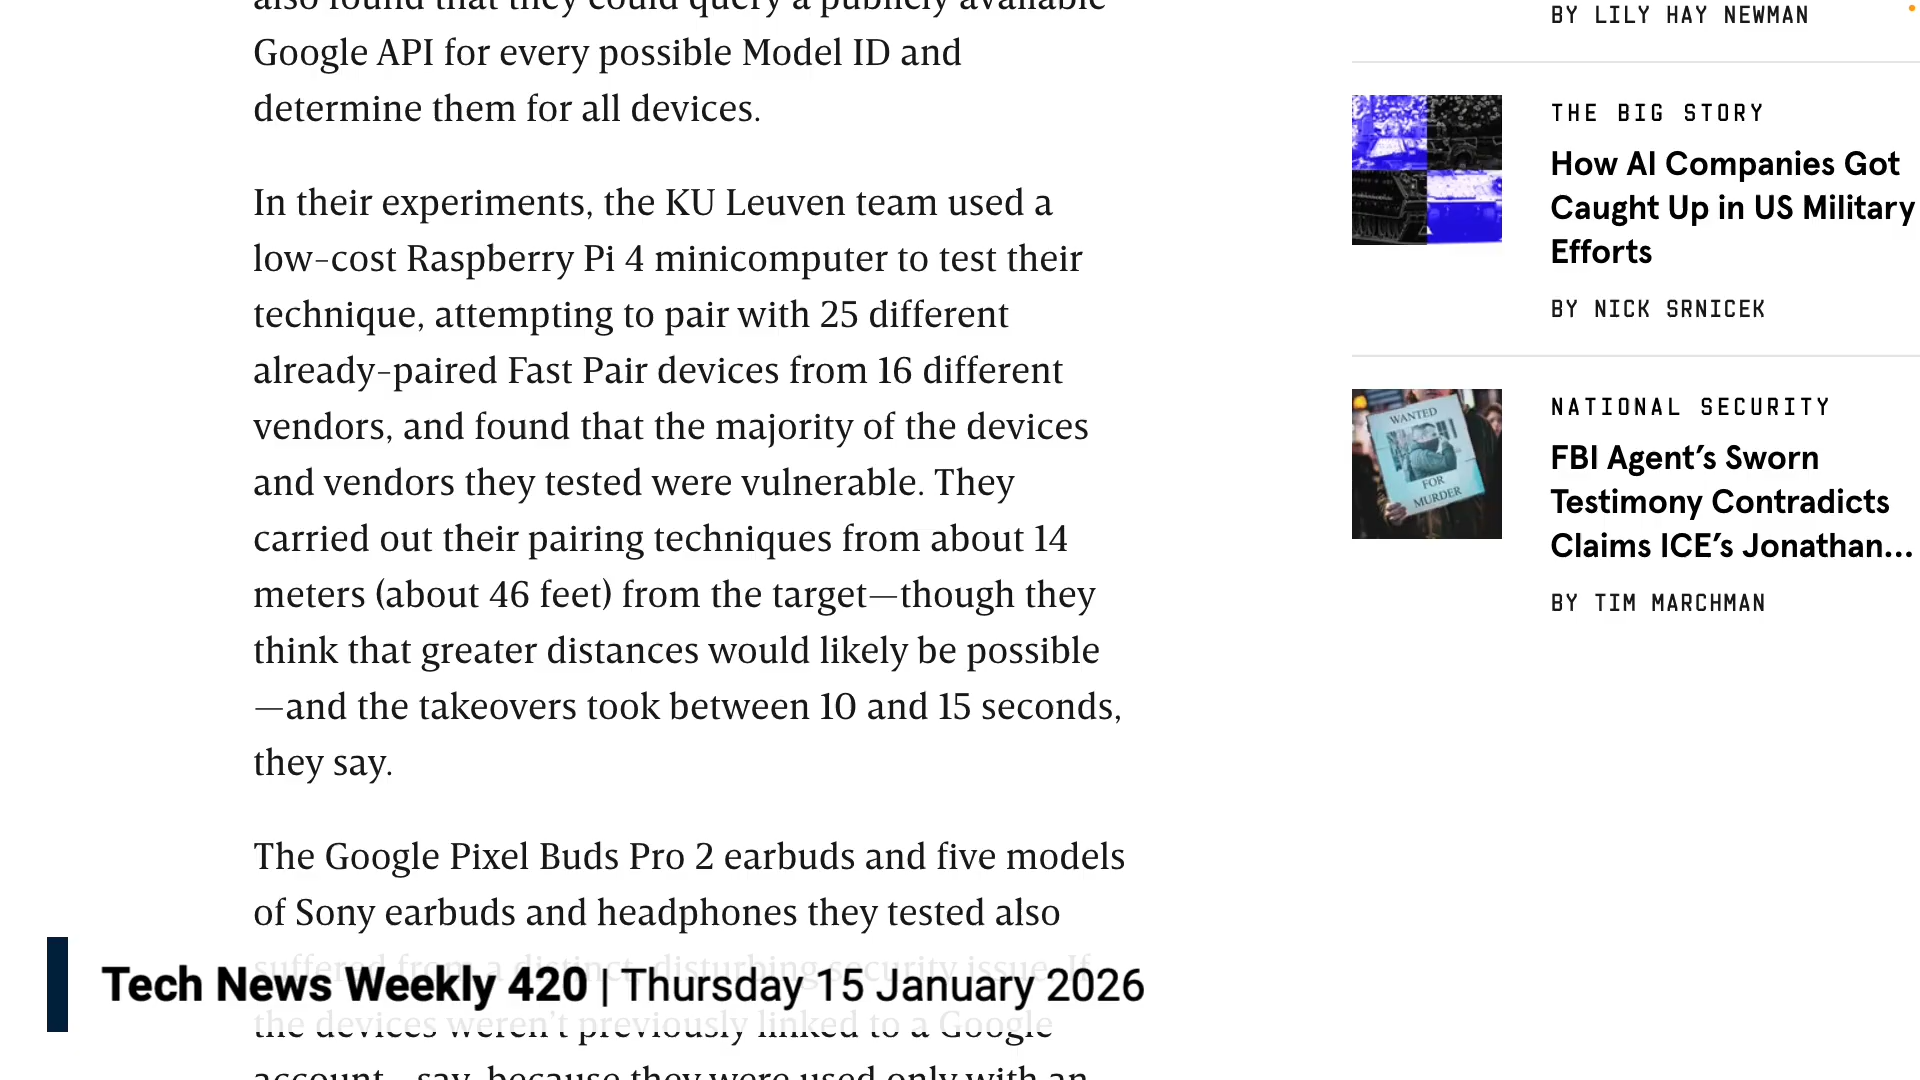 also found that they could query a publicly available
Google API for every possible Model ID and
determine them for all devices.
In their experiments, the KU Leuven team used a
low-cost Raspberry Pi 4 minicomputer to test their
technique, attempting to pair with 25 different
already-paired Fast Pair devices from 16 different
vendors, and found that the majority of the devices
and vendors they tested were vulnerable. They
carried out their pairing techniques from about 14
meters (about 46 feet) from the target—though they
think that greater distances would likely be possible
—and the takeovers took between 10 and 15 seconds,
they say.
The Google Pixel Buds Pro 2 earbuds and five models
of Sony earbuds and headphones they tested also
suffered from a distinct, disturbing security issue. If
the devices weren’t previously linked to a Google
account—say, because they were used only with an
BY LILY HAY NEWMAN
THE BIG STORY
How AI Companies Got
Caught Up in US Military
Efforts
BY NICK SRNICEK
WANTED
FOR
MURDER
NATIONAL SECURITY
FBI Agent’s Sworn
Testimony Contradicts
Claims ICE’s Jonathan...
BY TIM MARCHMAN
Tech News Weekly 420 | Thursday 15 January 2026